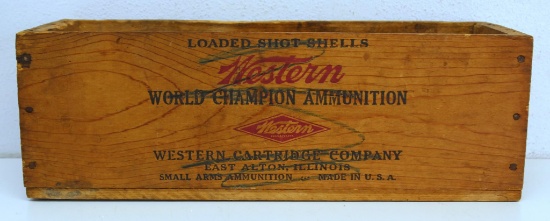 LOADED SHOT SHELLS
Western
WORLD CHAMPION AMMUNITION
Western
WESTERN CARTRIDGE COMPANY
EAST ALTON, ILLINOIS
SMALL ARMS AMMUNITION MADE IN U.S.A.